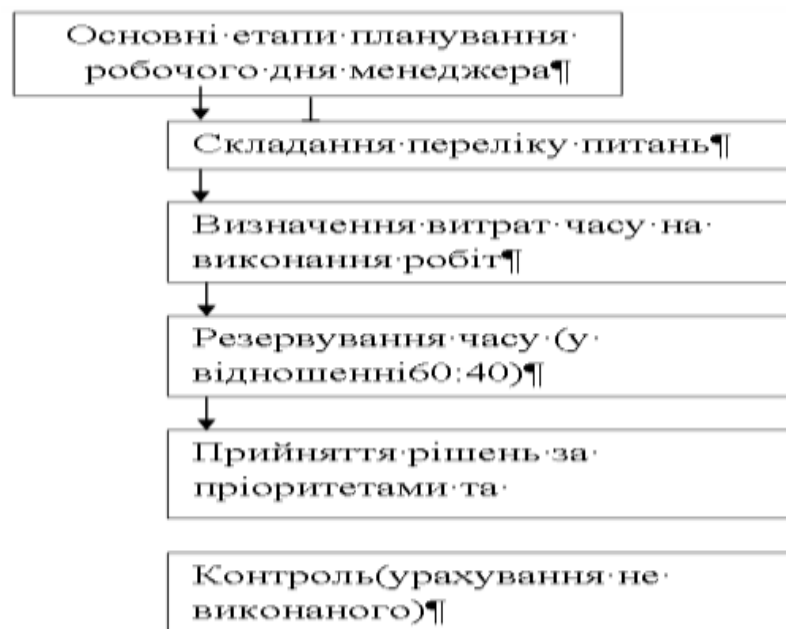 Основні·етапи·планування·
робочого·дня·менеджера¶
Складання·переліку·питань¶
Визначення·витрат·часу·на·
виконання·робіт¶
Резервування·часу·(у·
відношенні60:40)¶
Прийняття·рішень·за·
пріоритетами·та·
Контроль(урахування·не·
виконаного)¶